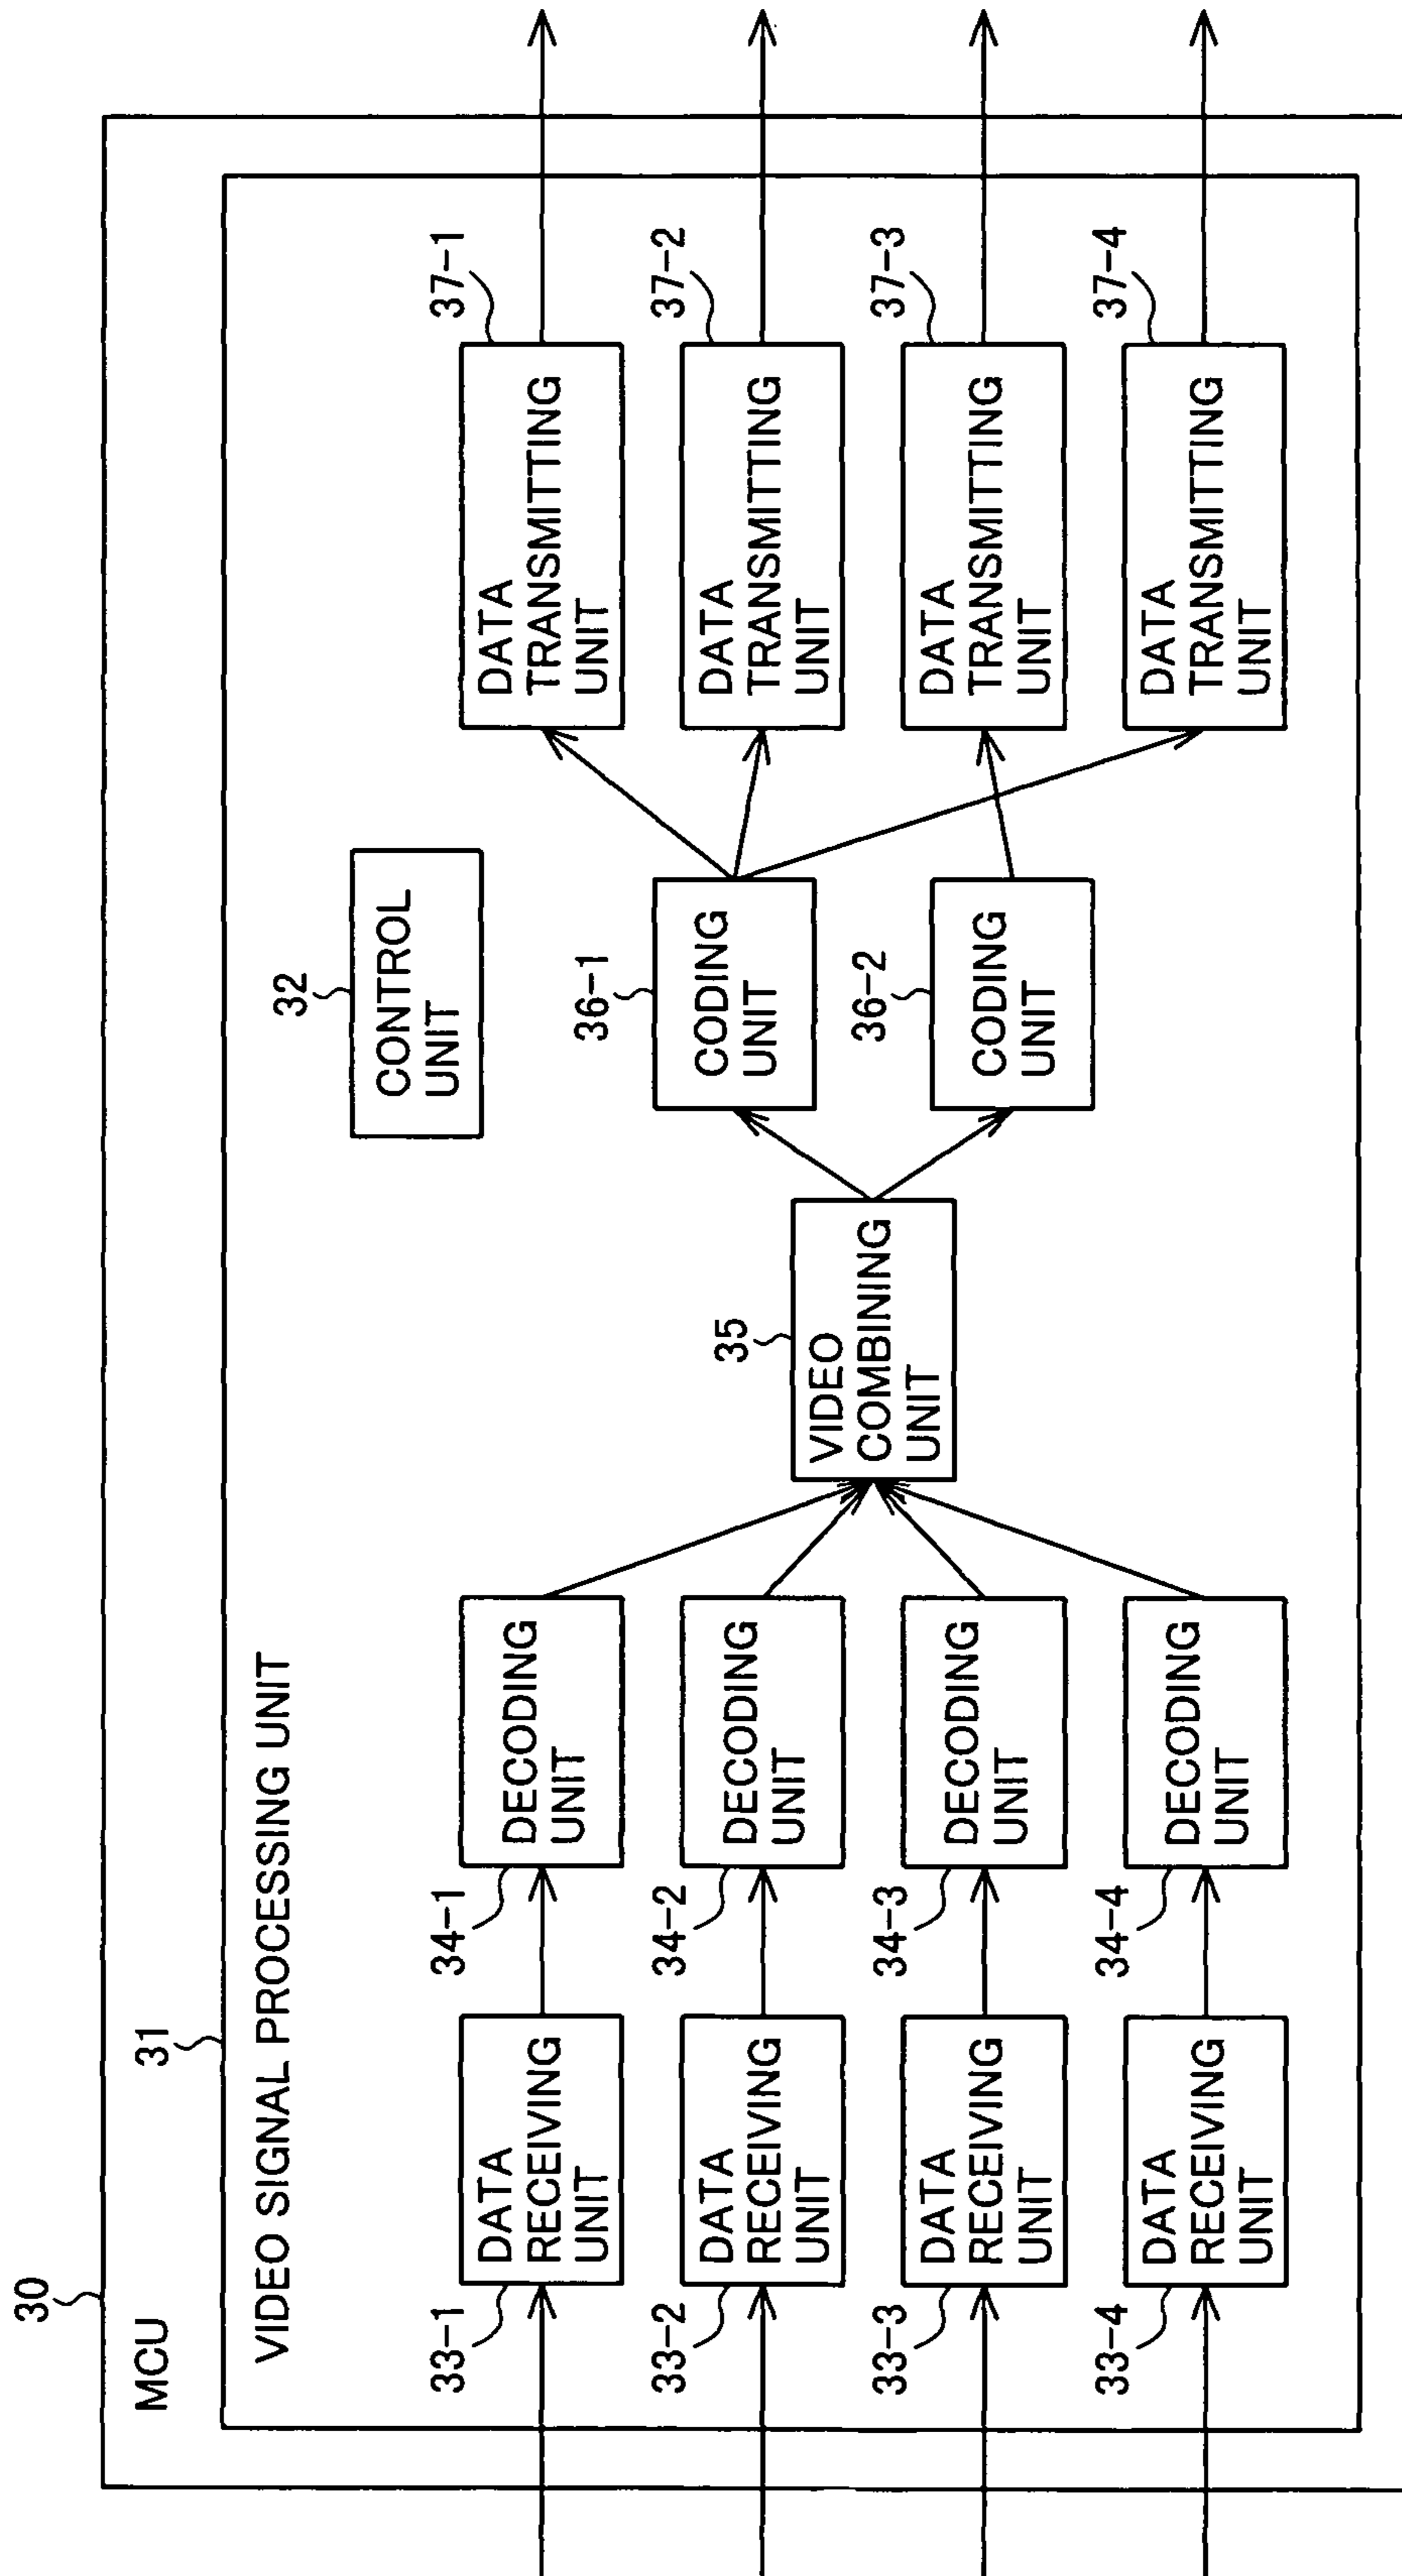 30
MCU
31
VIDEO SIGNAL PROCESSING UNIT
32
CONTROL
UNIT
33-1
DATA
RECEIVING
UNIT
34-1
DECODING
UNIT
37-1
DATA
TRANSMITTING
UNIT
33-2
DATA
RECEIVING
UNIT
34-2
DECODING
UNIT
36-1
CODING
UNIT
37-2
DATA
TRANSMITTING
UNIT
35
VIDEO
COMBINING
UNIT
33-3
DATA
RECEIVING
UNIT
34-3
DECODING
UNIT
36-2
CODING
UNIT
37-3
DATA
TRANSMITTING
UNIT
33-4
DATA
RECEIVING
UNIT
34-4
DECODING
UNIT
37-4
DATA
TRANSMITTING
UNIT